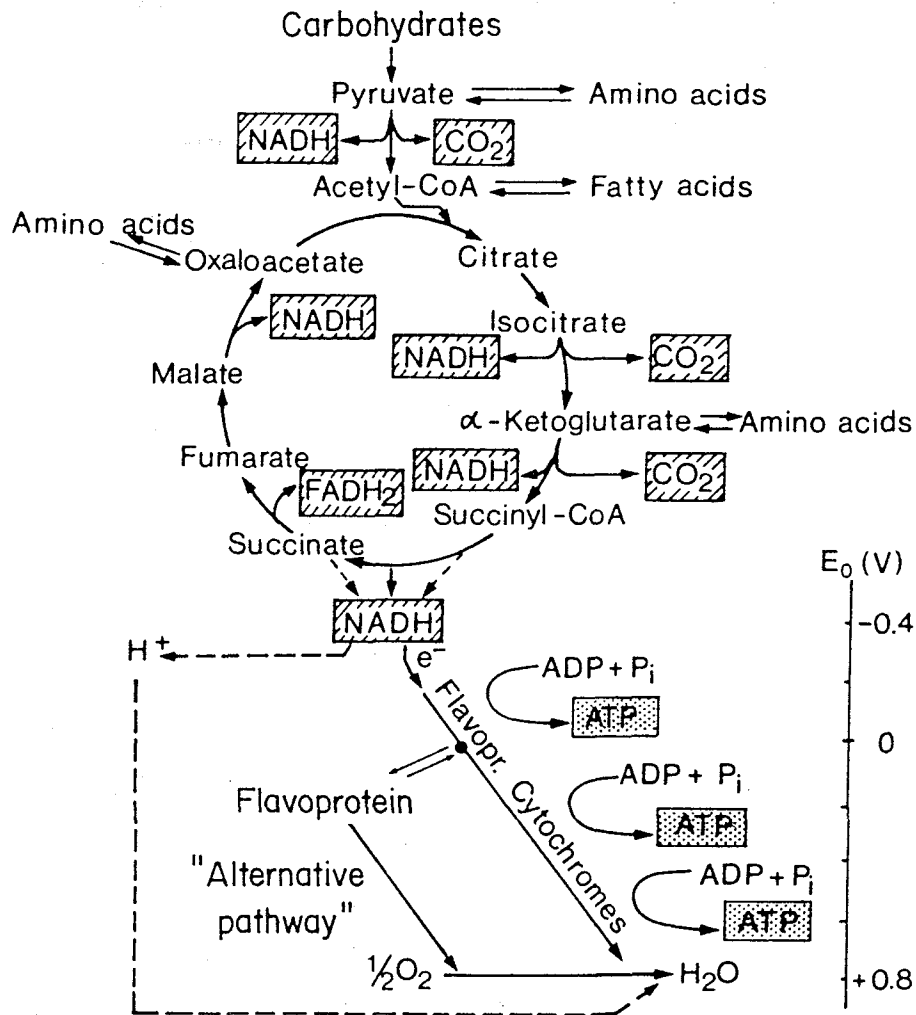 Carbohydrates
Pyruvate
Amino acids
NADH
CO2
Acetyl-CoA
Fatty acids
Amino acids
Oxaloacetate
Citrate
NADH
Isocitrate
NADH
CO2
Malate
α-Ketoglutarate
Amino acids
Fumarate
NADH
CO2
FADH2
Succinyl-CoA
Succinate
E0 (V)
NADH
-0.4
H+
e-
ADP + Pi
ATP
Flavopr. Cytochromes
0
ADP + Pi
Flavoprotein
ATP
"Alternative
pathway"
ADP + Pi
ATP
½O2
H2O
+0.8